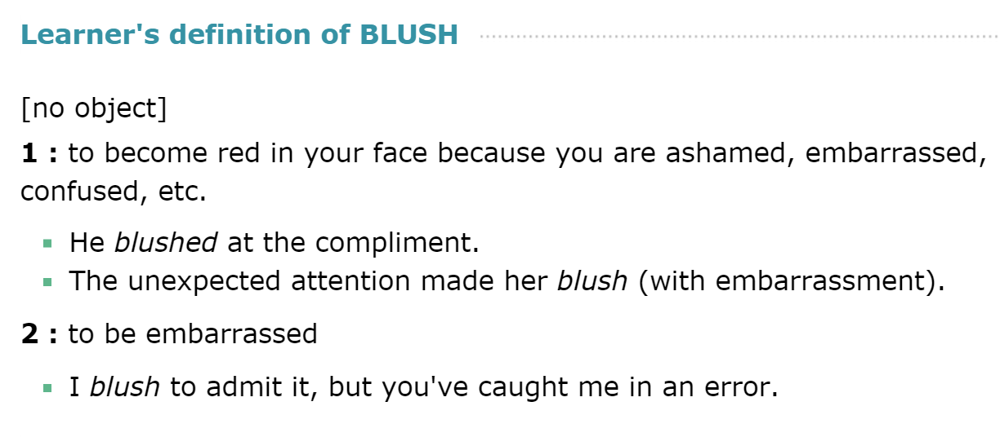 Learner's definition of BLUSH
[no object]
1 : to become red in your face because you are ashamed, embarrassed,
confused, etc.
▪ He blushed at the compliment.
▪ The unexpected attention made her blush (with embarrassment).
2 : to be embarrassed
▪ I blush to admit it, but you've caught me in an error.